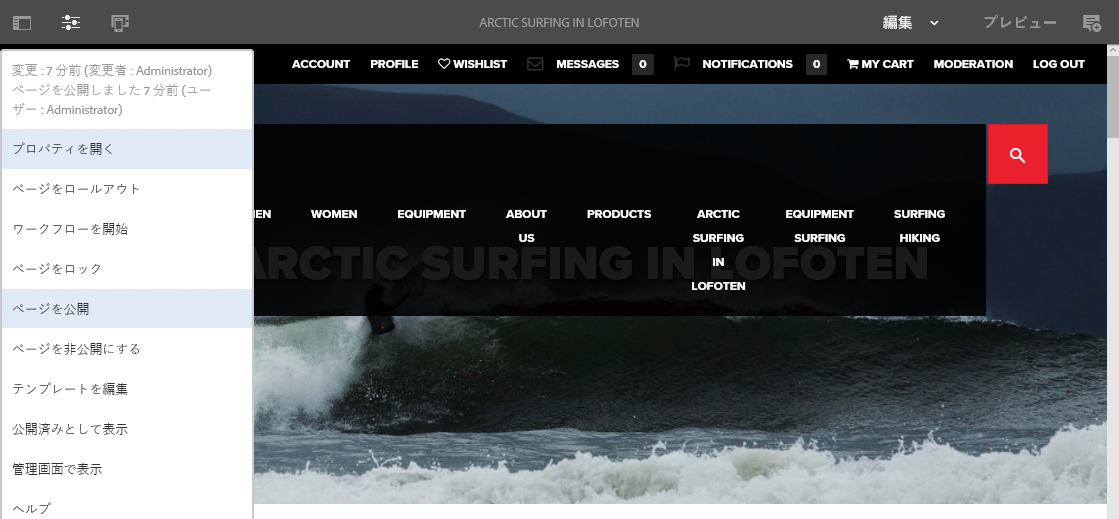 ARCTIC SURFING IN LOFOTEN
編集
プレビュー
変更 : 7 分前 (変更者 : Administrator)
ページを公開しました 7 分前 (ユー
ザー : Administrator)
プロパティを開く
ページをロールアウト
ワークフローを開始
ページをロック
ページを公開
ページを非公開にする
テンプレートを編集
公開済みとして表示
管理画面で表示
ヘルプ
ACCOUNT PROFILE WISHLIST MESSAGES 0 NOTIFICATIONS 0 MY CART MODERATION LOG OUT
WOMEN
EQUIPMENT
ABOUT
US
PRODUCTS
ARCTIC
SURFING
IN
LOFOTEN
EQUIPMENT
SURFING
SURFING
HIKING
ARCTIC SURFING IN LOFOTEN